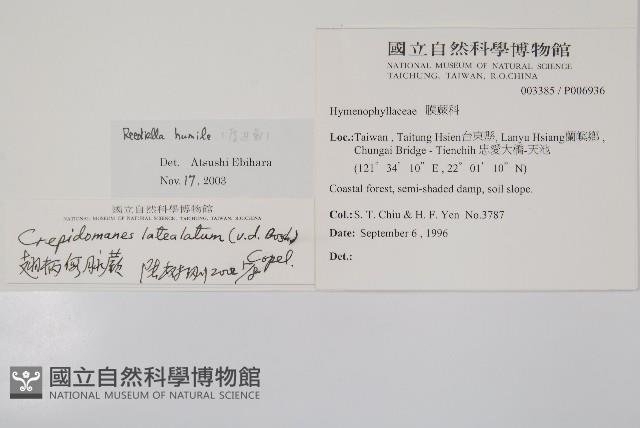 國立自然科學博物館
NATIONAL MUSEUM OF NATURAL SCIENCE
TAICHUNG, TAIWAN, R.O.CHINA
003385 / P006936
Hymenophyllaceae 膜蕨科
Loc.:Taiwan , Taitung Hsien台東縣, Lanyu Hsiang蘭嶼鄉 ,
Chungai Bridge - Tienchih 忠愛大橋-天池
(121° 34' 10" E , 22° 01' 10" N)
Coastal forest, semi-shaded damp, soil slope.
Col.:S. T. Chiu & H. F. Yen No.3787
Date: September 6 , 1996
Det.:
Reediella humile
Det. Atsushi Ebihara
Nov. 17, 2003
國立自然科學博物館
NATIONAL MUSEUM OF NATURAL SCIENCE, TAICHUNG, TAIWAN, R.O.CHINA
Crepidomanes latealatum (v.d. Bosch)
Copel.
翅柄假脈蕨
國立自然科學博物館
NATIONAL MUSEUM OF NATURAL SCIENCE